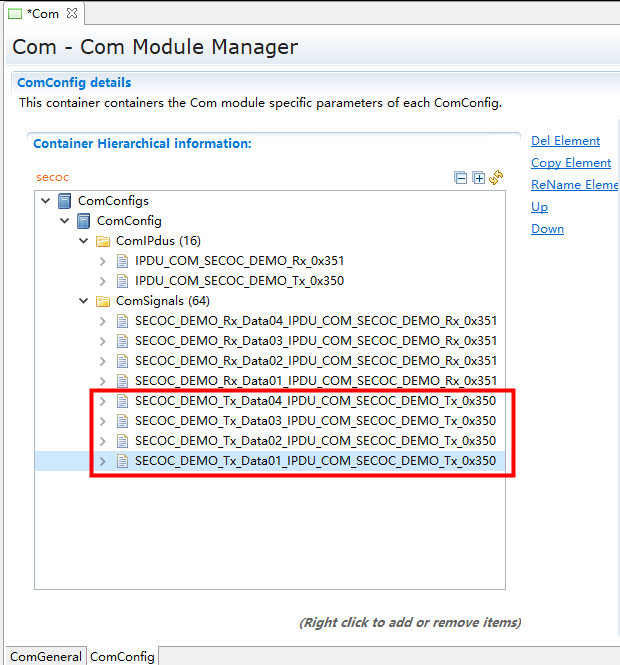 *Com
Com - Com Module Manager
ComConfig details
This container containers the Com module specific parameters of each ComConfig.
Container Hierarchical information:
Del Element
Copy Element
ReName Eleme
Up
Down
secoc
ComConfigs
ComConfig
ComIPdus (16)
IPDU_COM_SECOC_DEMO_Rx_0x351
IPDU_COM_SECOC_DEMO_Tx_0x350
ComSignals (64)
SECOC_DEMO_Rx_Data04_IPDU_COM_SECOC_DEMO_Rx_0x351
SECOC_DEMO_Rx_Data03_IPDU_COM_SECOC_DEMO_Rx_0x351
SECOC_DEMO_Rx_Data02_IPDU_COM_SECOC_DEMO_Rx_0x351
SECOC_DEMO_Rx_Data01_IPDU_COM_SECOC_DEMO_Rx_0x351
SECOC_DEMO_Tx_Data04_IPDU_COM_SECOC_DEMO_Tx_0x350
SECOC_DEMO_Tx_Data03_IPDU_COM_SECOC_DEMO_Tx_0x350
SECOC_DEMO_Tx_Data02_IPDU_COM_SECOC_DEMO_Tx_0x350
SECOC_DEMO_Tx_Data01_IPDU_COM_SECOC_DEMO_Tx_0x350
(Right click to add or remove items)
ComGeneral ComConfig